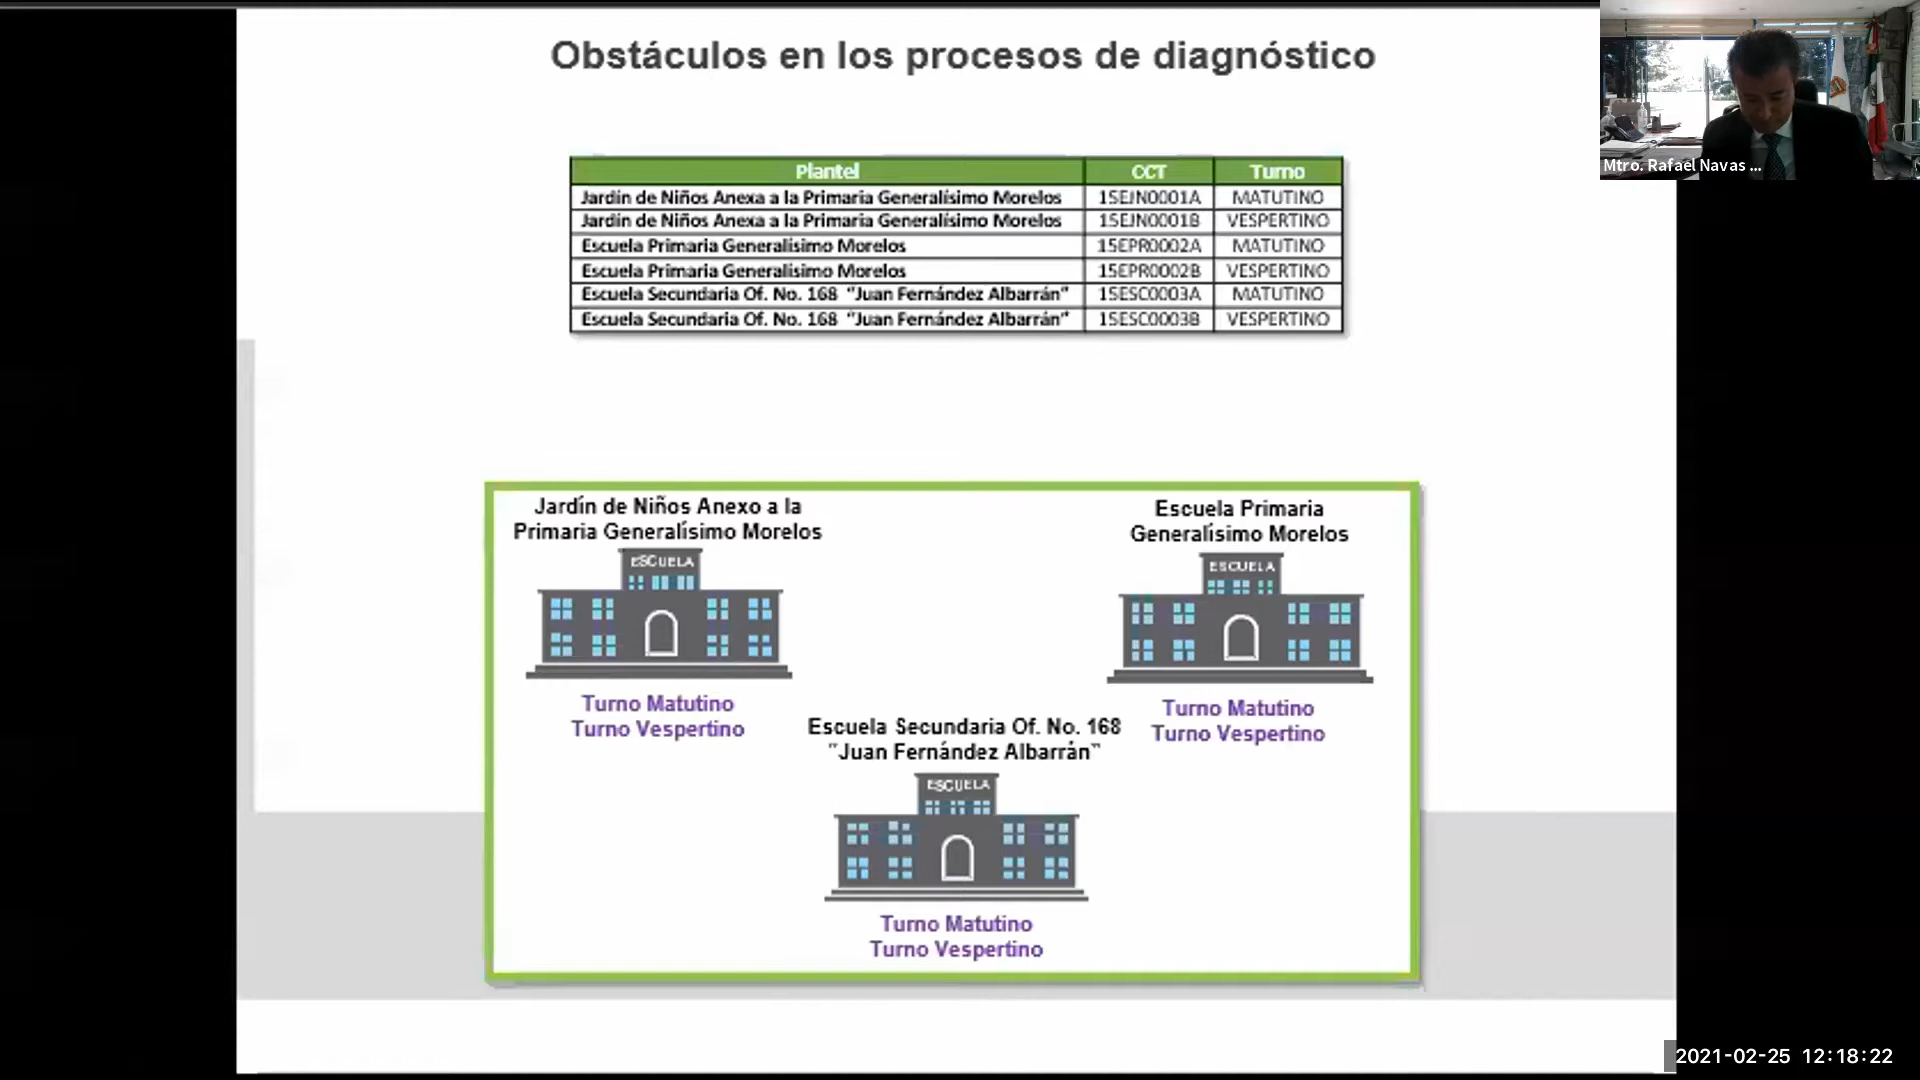 Obstáculos en los procesos de diagnóstico
Mtro. Rafael Navas ...
Plantel CCT Turno
Jardín de Niños Anexa a la Primaria Generalísimo Morelos 15EJN0001A MATUTINO
Jardín de Niños Anexa a la Primaria Generalísimo Morelos 15EJN0001B VESPERTINO
Escuela Primaria Generalísimo Morelos 15EPR0002A MATUTINO
Escuela Primaria Generalísimo Morelos 15EPR0002B VESPERTINO
Escuela Secundaria Of. No. 168 "Juan Fernández Albarrán" 15ESC0003A MATUTINO
Escuela Secundaria Of. No. 168 "Juan Fernández Albarrán" 15ESC0003B VESPERTINO
Jardín de Niños Anexo a la
Primaria Generalísimo Morelos
ESCUELA
Turno Matutino
Turno Vespertino
Escuela Primaria
Generalísimo Morelos
ESCUELA
Turno Matutino
Turno Vespertino
Escuela Secundaria Of. No. 168
"Juan Fernández Albarrán"
ESCUELA
Turno Matutino
Turno Vespertino
2021-02-25 12:18:22